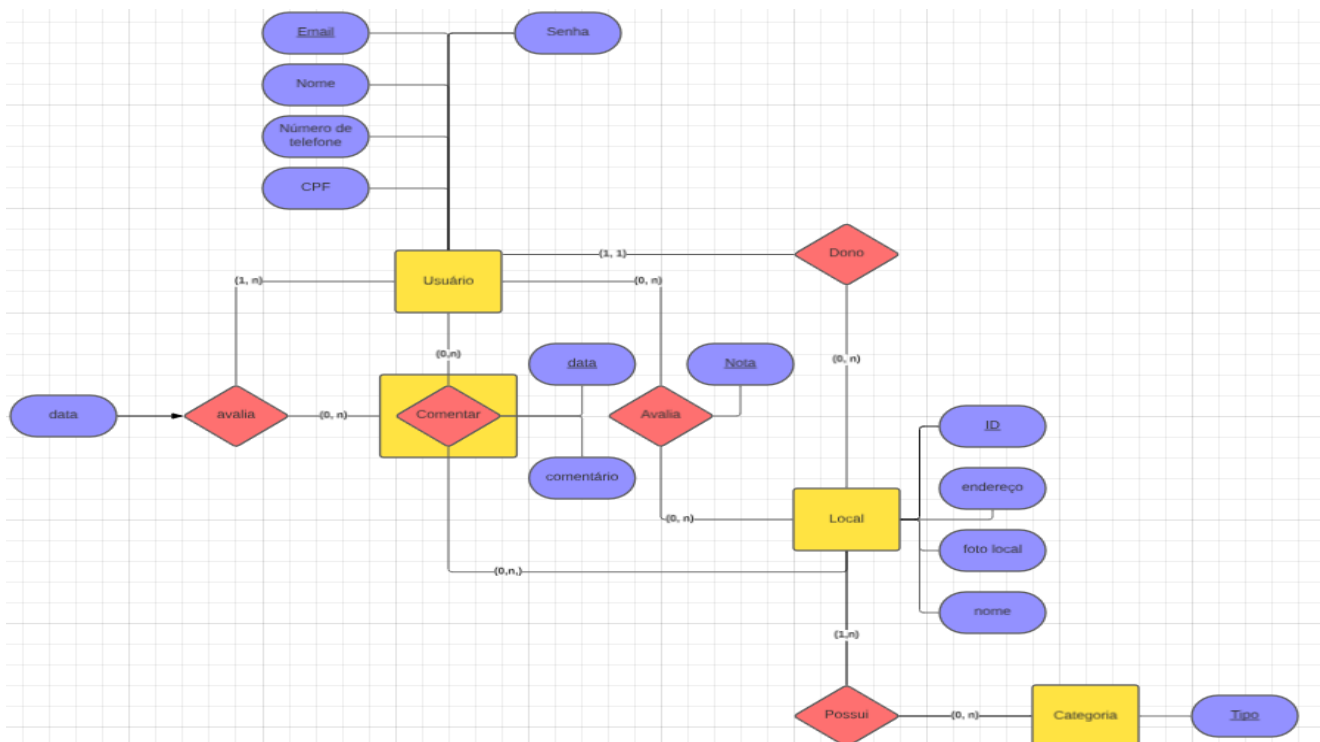 Email
Senha
Nome
Número de
telefone
CPF
(1, 1)
Dono
(1, n)
Usuário
(0, n)
(0,n)
(0, n)
data
Nota
data
avalia
(0, n)
Comentar
Avalia
ID
comentário
endereço
(0, n)
Local
foto local
(0,n,)
nome
(1,n)
Possui
(0, n)
Categoria
Tipo